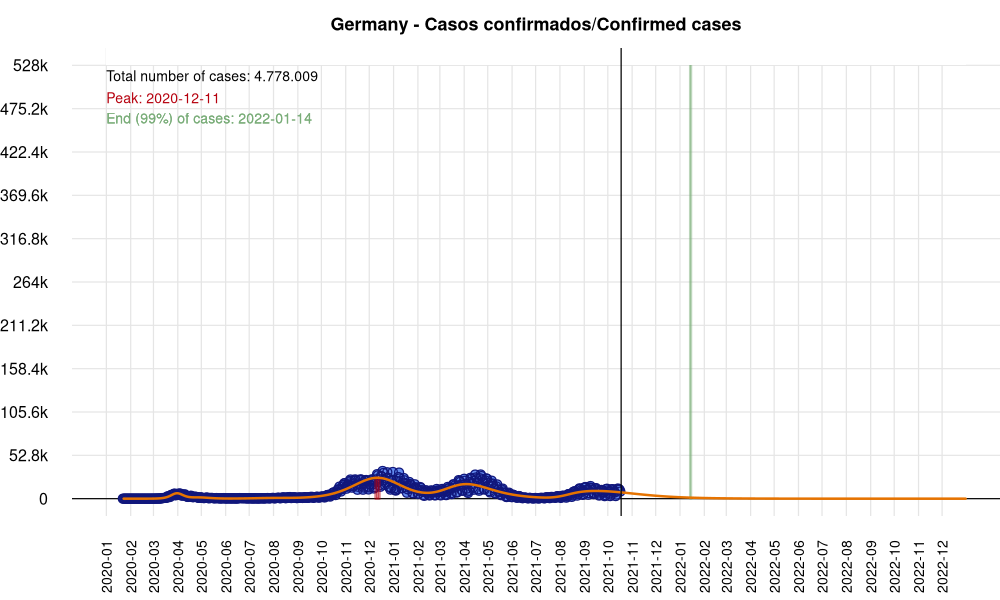 Germany - Casos confirmados/Confirmed cases
Total number of cases: 4.778.009
Peak: 2020-12-11
End (99%) of cases: 2022-01-14
528k
475.2k
422.4k
369.6k
316.8k
264k
211.2k
158.4k
105.6k
52.8k
0
2020-01
2020-02
2020-03
2020-04
2020-05
2020-06
2020-07
2020-08
2020-09
2020-10
2020-11
2020-12
2021-01
2021-02
2021-03
2021-04
2021-05
2021-06
2021-07
2021-08
2021-09
2021-10
2021-11
2021-12
2022-01
2022-02
2022-03
2022-04
2022-05
2022-06
2022-07
2022-08
2022-09
2022-10
2022-11
2022-12